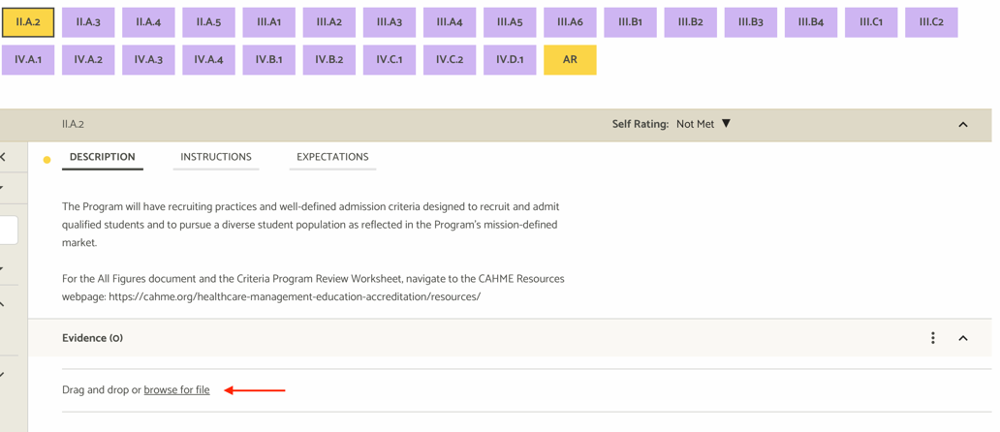 II.A.2 II.A.3 II.A.4 II.A.5 III.A1 III.A2 III.A3 III.A4 III.A5 III.A6 III.B1 III.B2 III.B3 III.B4 III.C1 III.C2
IV.A.1 IV.A.2 IV.A.3 IV.A.4 IV.B.1 IV.B.2 IV.C.1 IV.C.2 IV.D.1 AR
II.A.2 Self Rating: Not Met
DESCRIPTION INSTRUCTIONS EXPECTATIONS
The Program will have recruiting practices and well-defined admission criteria designed to recruit and admit
qualified students and to pursue a diverse student population as reflected in the Program's mission-defined
market.
For the All Figures document and the Criteria Program Review Worksheet, navigate to the CAHME Resources
webpage: https://cahme.org/healthcare-management-education-accreditation/resources/
Evidence (0)
Drag and drop or browse for file